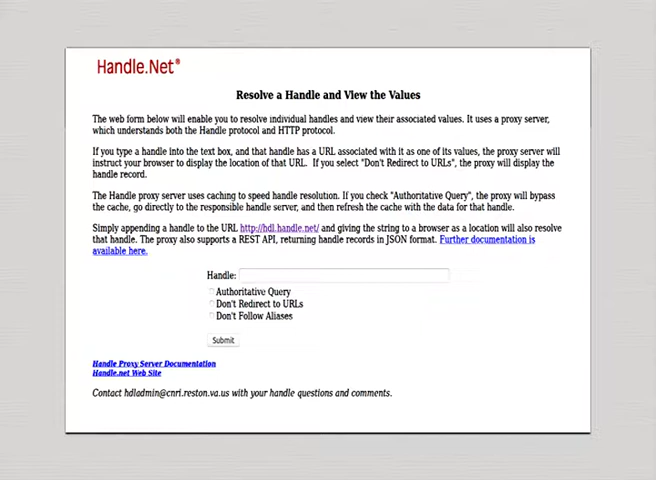 Handle.Net®
Resolve a Handle and View the Values
The web form below will enable you to resolve individual handles and view their associated values. It uses a proxy server,
which understands both the Handle protocol and HTTP protocol.
If you type a handle into the text box, and that handle has a URL associated with it as one of its values, the proxy server will
instruct your browser to display the location of that URL. If you select "Don't Redirect to URLs", the proxy will display the
handle record.
The Handle proxy server uses caching to speed handle resolution. If you check "Authoritative Query", the proxy will bypass
the cache, go directly to the responsible handle server, and then refresh the cache with the data for that handle.
Simply appending a handle to the URL http://hdl.handle.net/ and giving the string to a browser as a location will also resolve
that handle. The proxy also supports a REST API, returning handle records in JSON format. Further documentation is
available here.
Handle:
Authoritative Query
Don't Redirect to URLs
Don't Follow Aliases
Submit
Handle Proxy Server Documentation
Handle.net Web Site
Contact hdladmin@cnri.reston.va.us with your handle questions and comments.